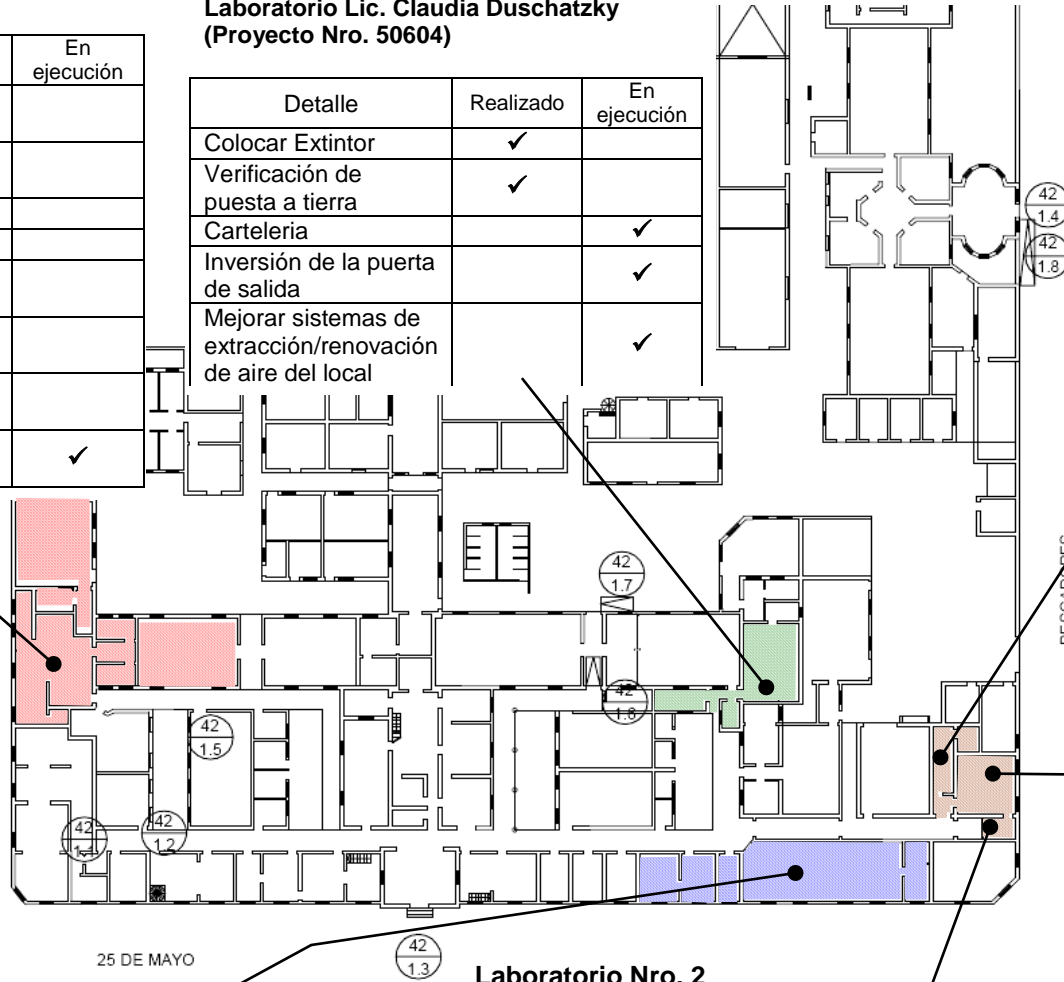 Laboratorio Lic. Claudia Duschatzky
(Proyecto Nro. 50604)
En
ejecución
✓
Detalle
Realizado
En
ejecución
Colocar Extintor
✓
Verificación de
puesta a tierra
✓
Carteleria
✓
Inversión de la puerta
de salida
✓
Mejorar sistemas de
extracción/renovación
de aire del local
✓
42
1.4
42
1.8
42
1.7
42
1.6
42
1.5
42
1.1
42
1.2
25 DE MAYO
42
1.3
Laboratorio Nro. 2